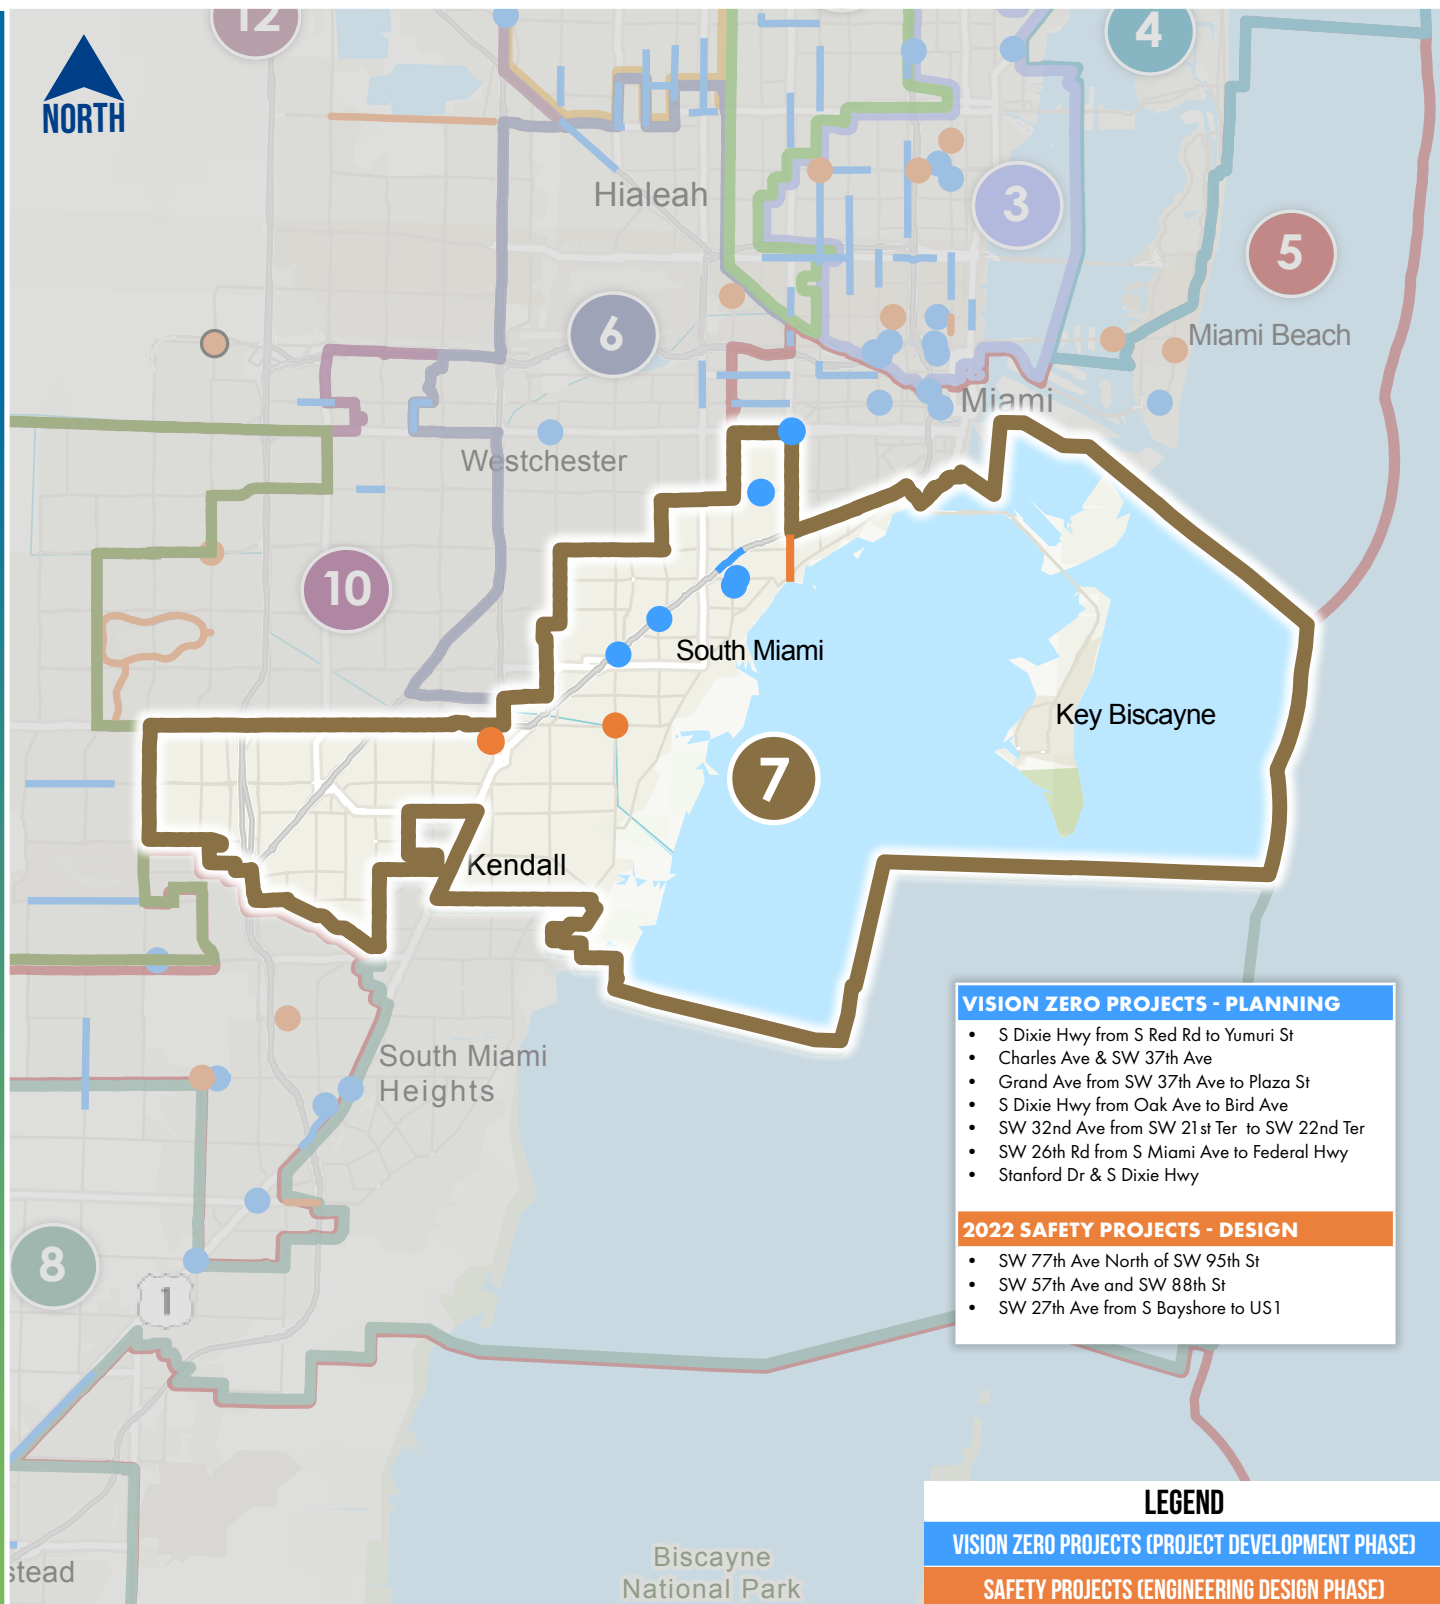 12
4
NORTH
Hialeah
3
5
6
Miami Beach
Miami
Westchester
10
South Miami
Key Biscayne
7
Kendall
VISION ZERO PROJECTS - PLANNING
• S Dixie Hwy from S Red Rd to Yumuri St
• Charles Ave & SW 37th Ave
• Grand Ave from SW 37th Ave to Plaza St
• S Dixie Hwy from Oak Ave to Bird Ave
• SW 32nd Ave from SW 21st Ter to SW 22nd Ter
• SW 26th Rd from S Miami Ave to Federal Hwy
• Stanford Dr & S Dixie Hwy
2022 SAFETY PROJECTS - DESIGN
• SW 77th Ave North of SW 95th St
• SW 57th Ave and SW 88th St
• SW 27th Ave from S Bayshore to US1
South Miami
Heights
8
1
LEGEND
VISION ZERO PROJECTS (PROJECT DEVELOPMENT PHASE)
SAFETY PROJECTS (ENGINEERING DESIGN PHASE)
stead
Biscayne
National Park